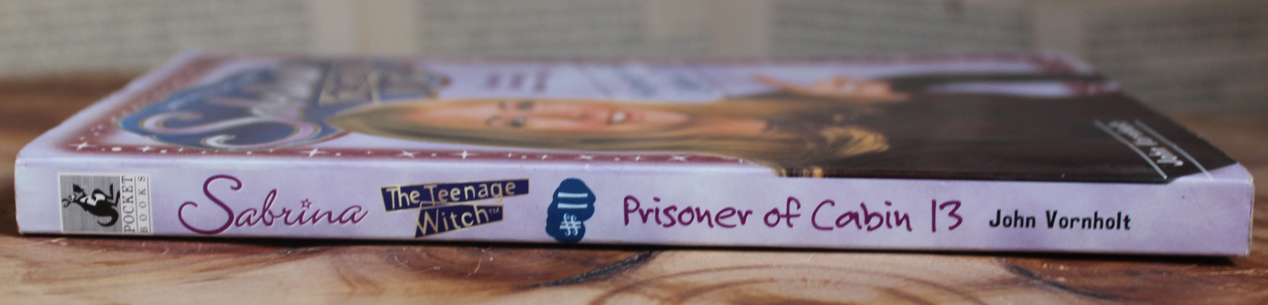 POCKET
BOOKS
Sabrina
The Teenage
Witch™
#11
Prisoner of Cabin 13
John Vornholt